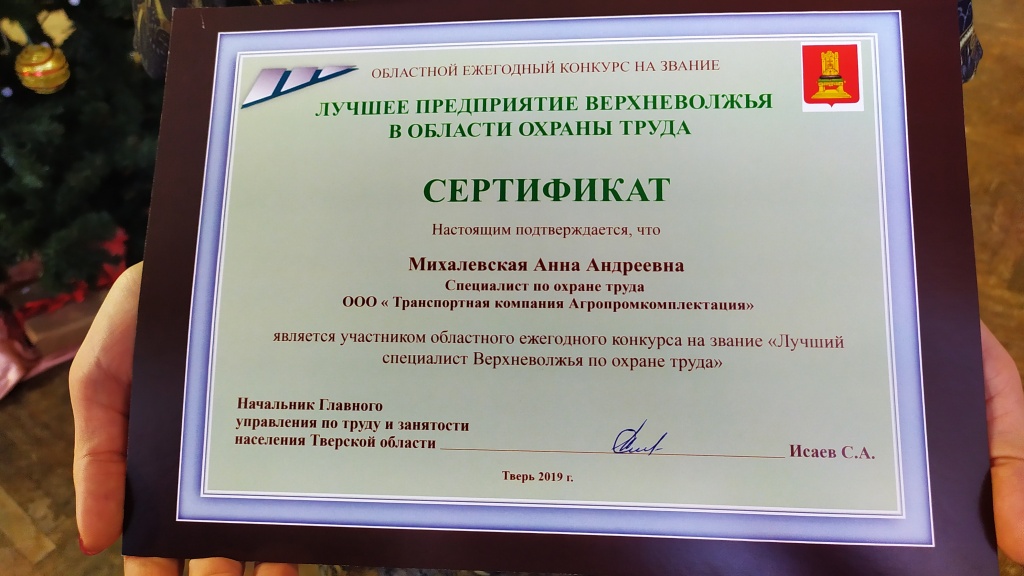 ОБЛАСТНОЙ ЕЖЕГОДНЫЙ КОНКУРС НА ЗВАНИЕ
ЛУЧШЕЕ ПРЕДПРИЯТИЕ ВЕРХНЕВОЛЖЬЯ
В ОБЛАСТИ ОХРАНЫ ТРУДА
СЕРТИФИКАТ
Настоящим подтверждается, что
Михалевская Анна Андреевна
Специалист по охране труда
ООО « Транспортная компания Агропромкомплектация»
является участником областного ежегодного конкурса на звание «Лучший
специалист Верхневолжья по охране труда»
Начальник Главного
управления по труду и занятости
населения Тверской области Исаев С.А.
Тверь 2019 г.